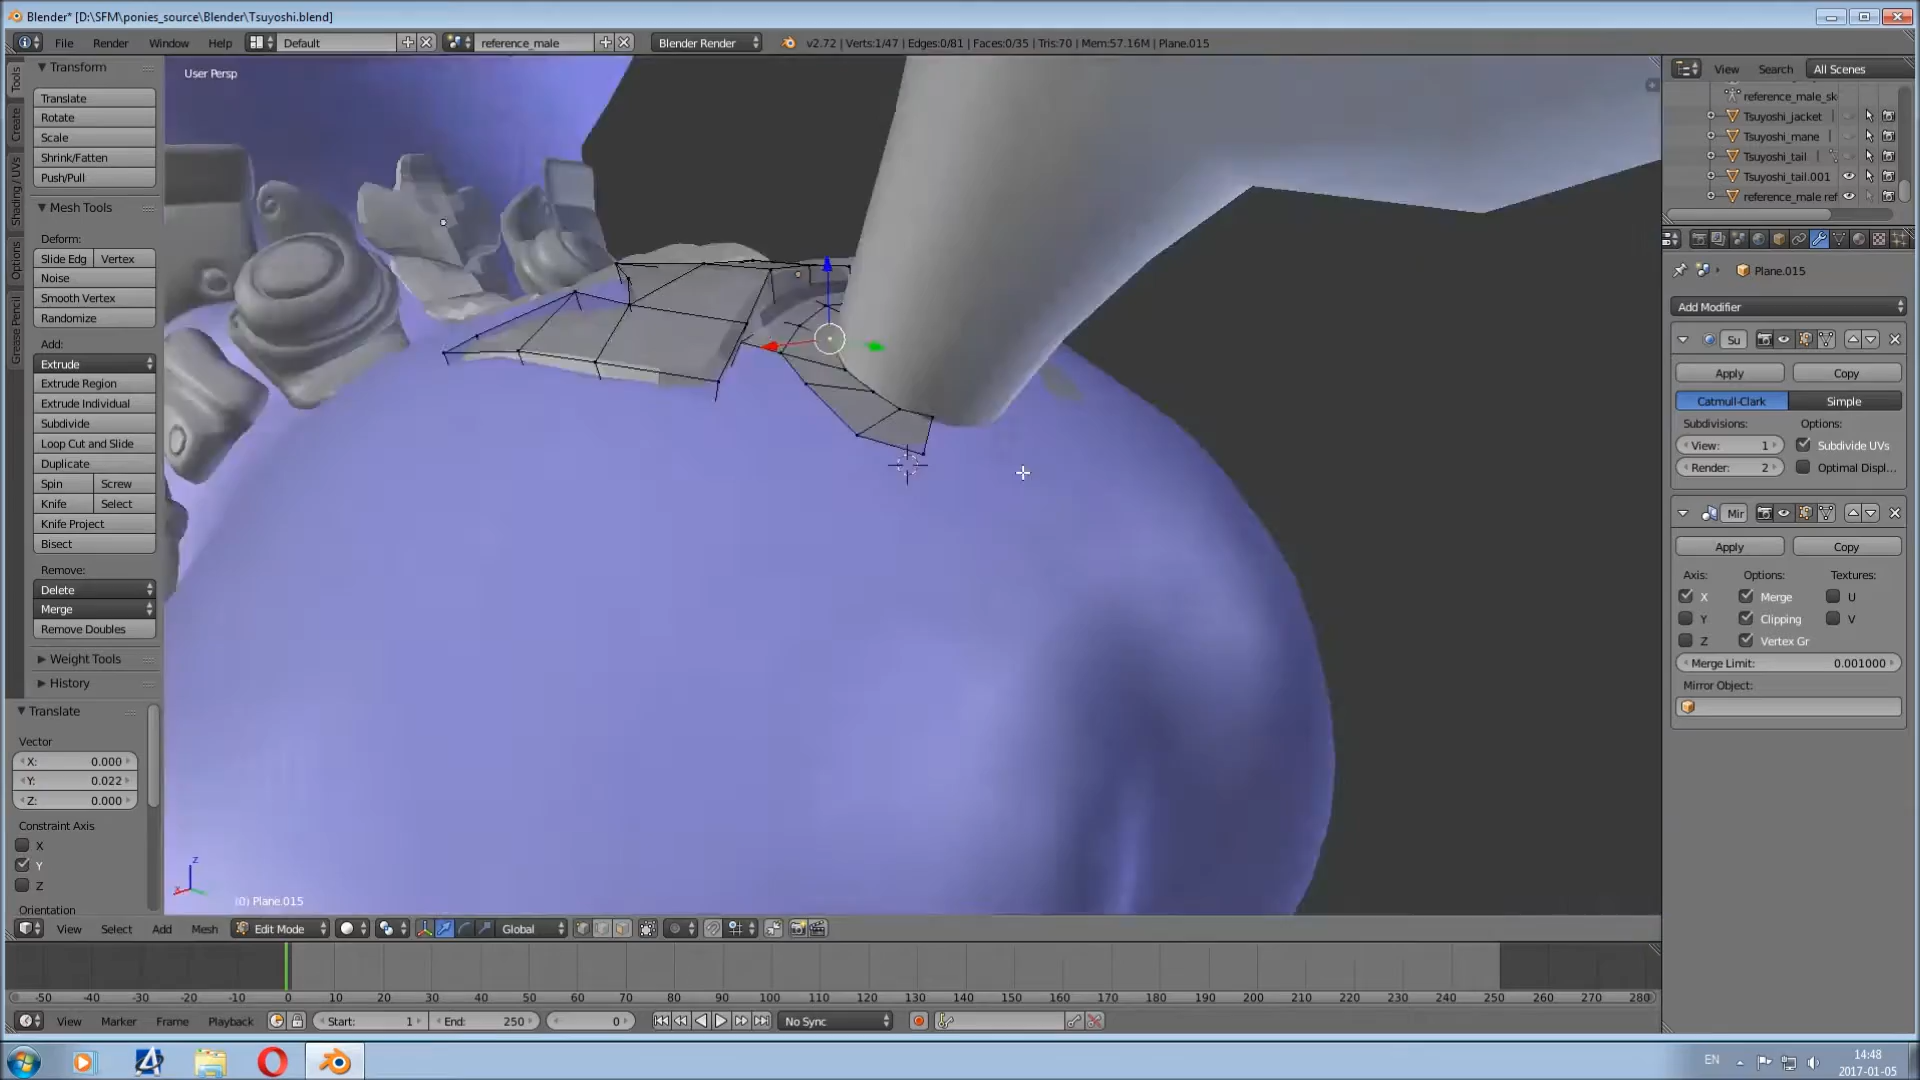 Blender* [D:\SFM\ponies_source\Blender\Tsuyoshi.blend]
File Render Window Help Default reference_male Blender Render v2.72 | Verts:1/47 | Edges:0/81 | Faces:0/35 | Tris:70 | Mem:57.16M | Plane.015
Tools
Create
Shading / UVs
Options
Grease Pencil
Transform
Translate
Rotate
Scale
Shrink/Fatten
Push/Pull
Mesh Tools
Deform:
Slide Edg Vertex
Noise
Smooth Vertex
Randomize
Add:
Extrude
Extrude Region
Extrude Individual
Subdivide
Loop Cut and Slide
Duplicate
Spin Screw
Knife Select
Knife Project
Bisect
Remove:
Delete
Merge
Remove Doubles
Weight Tools
History
Translate
Vector
X: 0.000
Y: 0.022
Z: 0.000
Constraint Axis
X
Y
Z
Orientation
User Persp
z
x
(0) Plane.015
View Search All Scenes
reference_male_sk
Tsuyoshi_jacket
Tsuyoshi_mane
Tsuyoshi_tail
Tsuyoshi_tail.001
reference_male ref
Plane.015
Add Modifier
Su
Apply Copy
Catmull-Clark Simple
Subdivisions: Options:
View: 1 Subdivide UVs
Render: 2 Optimal Displ...
Mir
Apply Copy
Axis: Options: Textures:
X Merge U
Y Clipping V
Z Vertex Gr
Merge Limit: 0.001000
Mirror Object:
View Select Add Mesh Edit Mode Global
-50 -40 -30 -20 -10 0 10 20 30 40 50 60 70 80 90 100 110 120 130 140 150 160 170 180 190 200 210 220 230 240 250 260 270 280
View Marker Frame Playback Start: 1 End: 250 0 No Sync
EN
14:48
2017-01-05